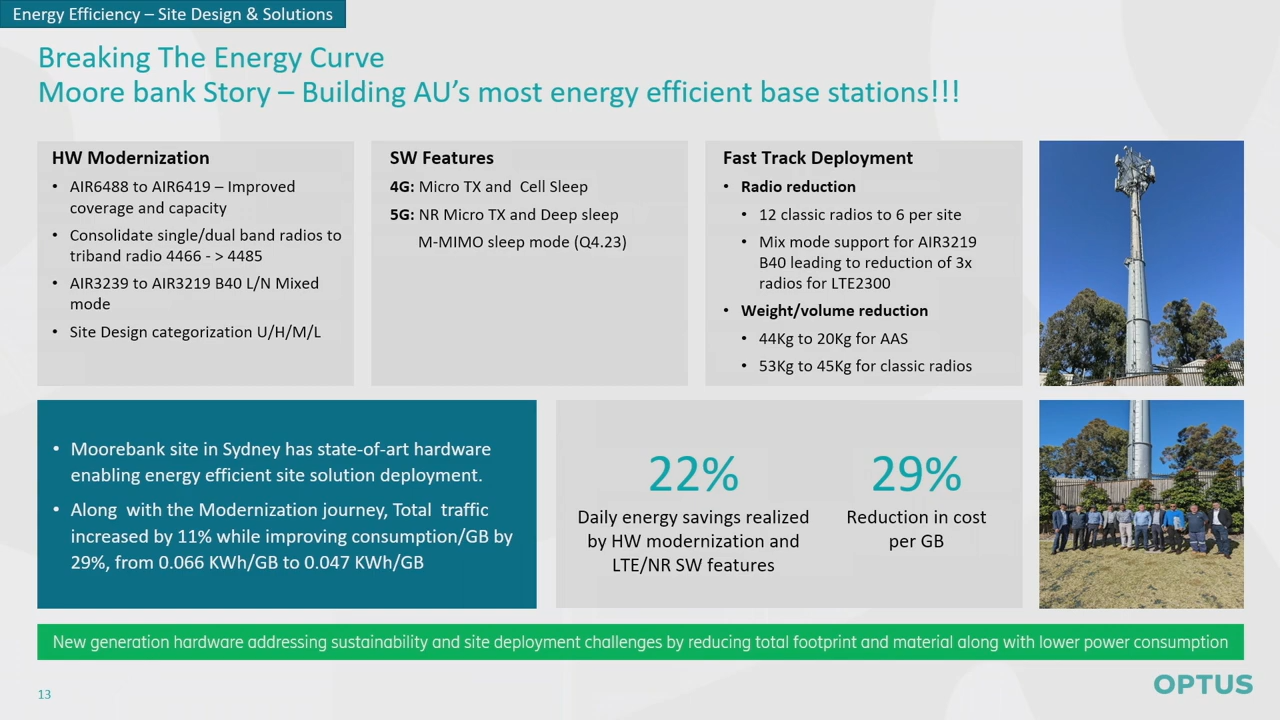 Energy Efficiency – Site Design & Solutions
Breaking The Energy Curve
Moore bank Story – Building AU’s most energy efficient base stations!!!
HW Modernization
• AIR6488 to AIR6419 – Improved
coverage and capacity
• Consolidate single/dual band radios to
triband radio 4466 - > 4485
• AIR3239 to AIR3219 B40 L/N Mixed
mode
• Site Design categorization U/H/M/L
SW Features
4G: Micro TX and Cell Sleep
5G: NR Micro TX and Deep sleep
M-MIMO sleep mode (Q4.23)
Fast Track Deployment
• Radio reduction
• 12 classic radios to 6 per site
• Mix mode support for AIR3219
B40 leading to reduction of 3x
radios for LTE2300
• Weight/volume reduction
• 44Kg to 20Kg for AAS
• 53Kg to 45Kg for classic radios
• Moorebank site in Sydney has state-of-art hardware
enabling energy efficient site solution deployment.
• Along with the Modernization journey, Total traffic
increased by 11% while improving consumption/GB by
29%, from 0.066 KWh/GB to 0.047 KWh/GB
22%
Daily energy savings realized
by HW modernization and
LTE/NR SW features
29%
Reduction in cost
per GB
New generation hardware addressing sustainability and site deployment challenges by reducing total footprint and material along with lower power consumption
13
OPTUS